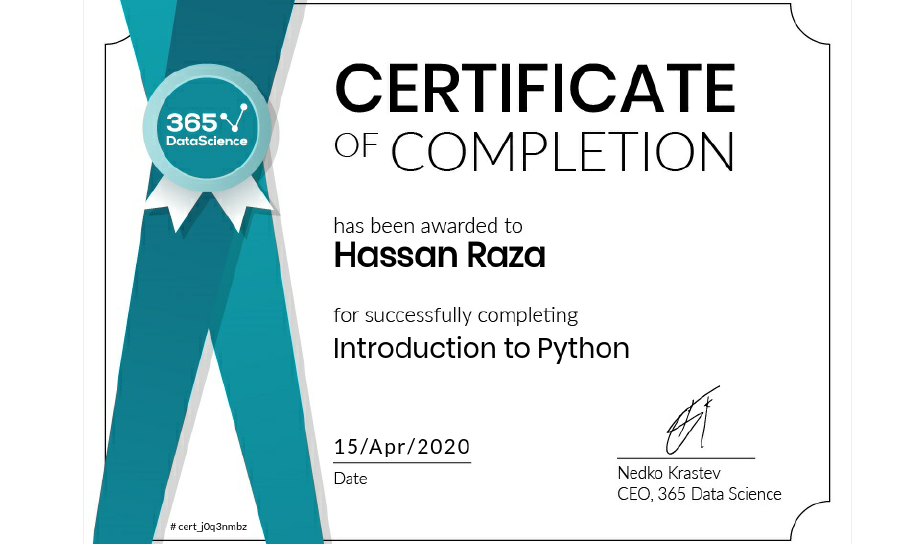 365
DataScience
CERTIFICATE
OF COMPLETION
has been awarded to
Hassan Raza
for successfully completing
Introduction to Python
15/Apr/2020
Date
Nedko Krastev
CEO, 365 Data Science
# cert_j0q3nmbz